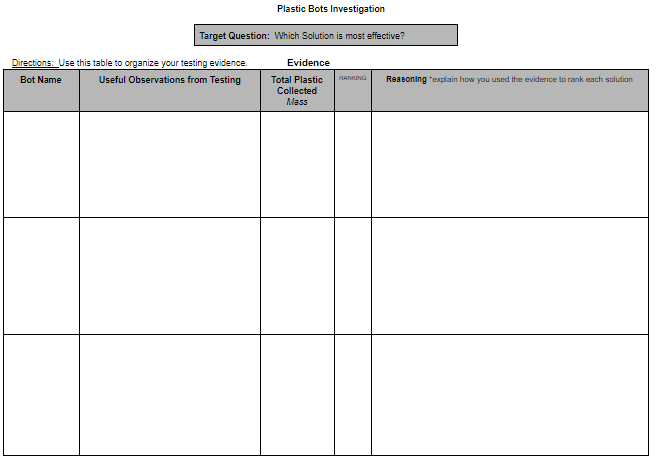 Plastic Bots Investigation
Target Question: Which Solution is most effective?
Directions: Use this table to organize your testing evidence.
Evidence
Bot Name
Useful Observations from Testing
Total Plastic
Collected
Mass
RANKING
Reasoning *explain how you used the evidence to rank each solution